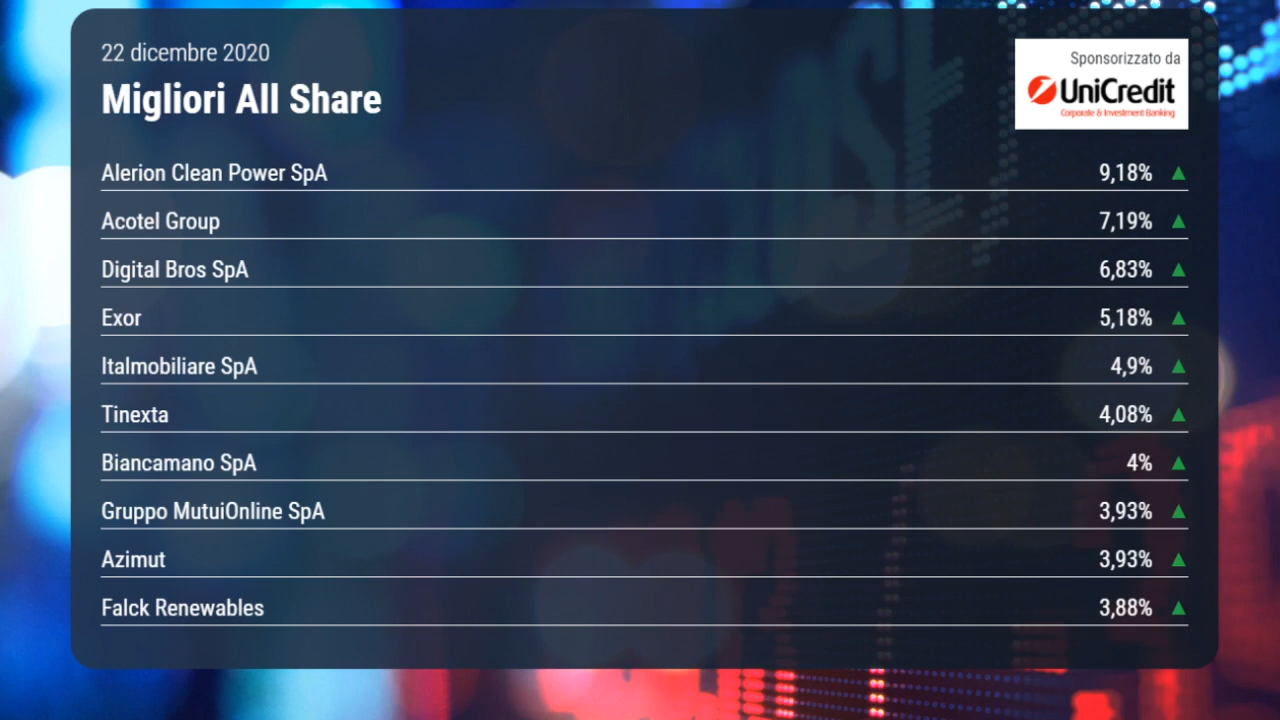 22 dicembre 2020
Migliori All Share
Sponsorizzato da
UniCredit
Corporate & Investment Banking
Alerion Clean Power SpA 9,18% ▲
Acotel Group 7,19% ▲
Digital Bros SpA 6,83% ▲
Exor 5,18% ▲
Italmobiliare SpA 4,9% ▲
Tinexta 4,08% ▲
Biancamano SpA 4% ▲
Gruppo MutuiOnline SpA 3,93% ▲
Azimut 3,93% ▲
Falck Renewables 3,88% ▲